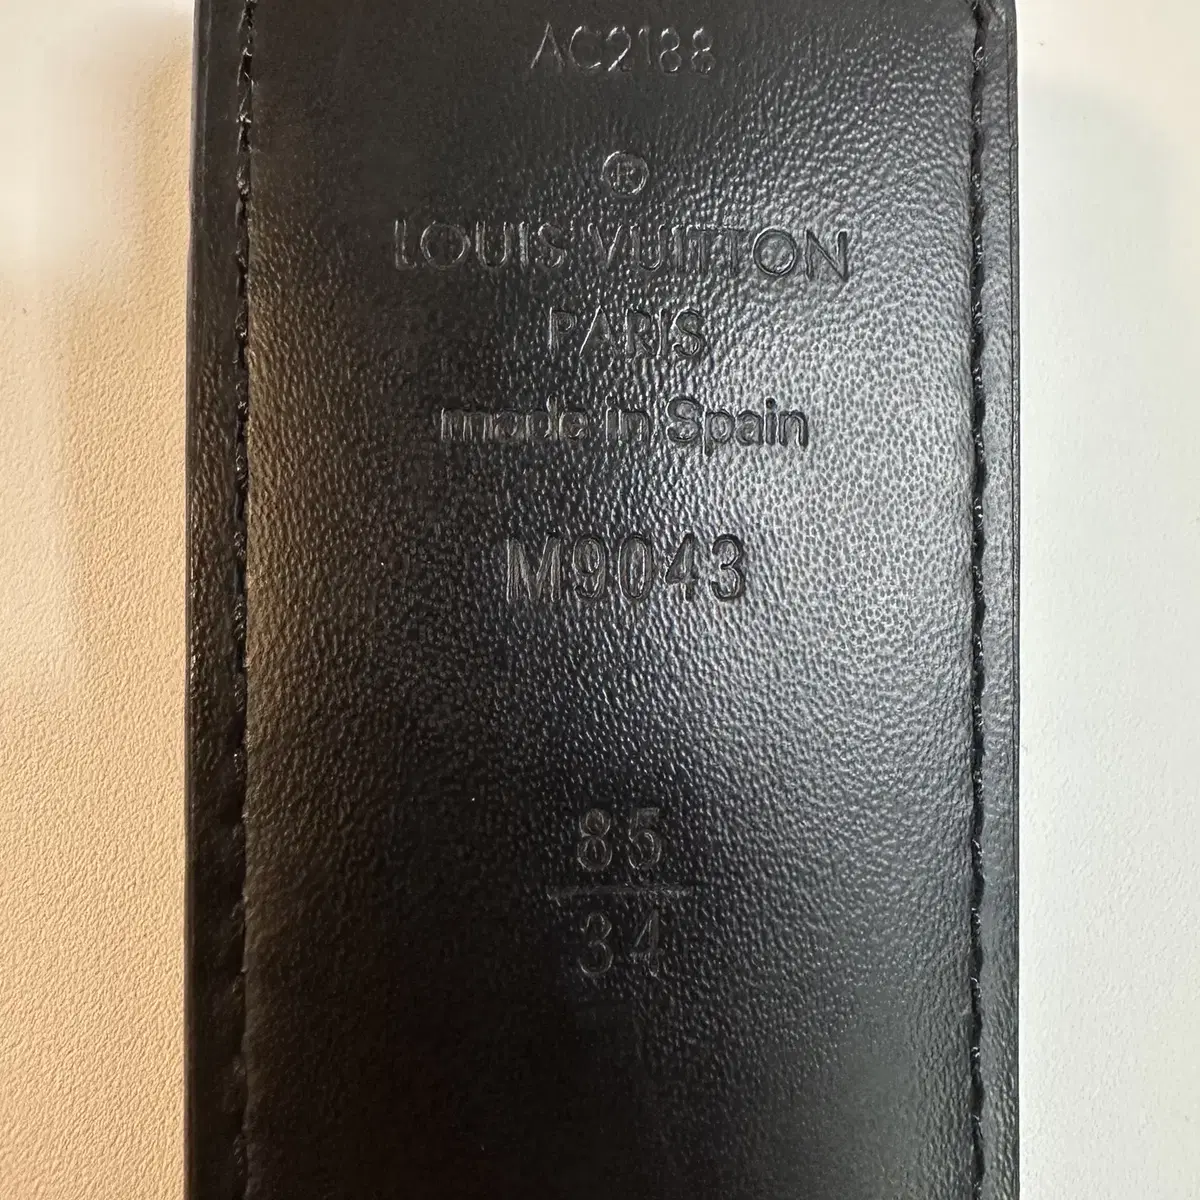 AC2188
®
LOUIS VUITTON
PARIS
made in Spain
M9043
85
34